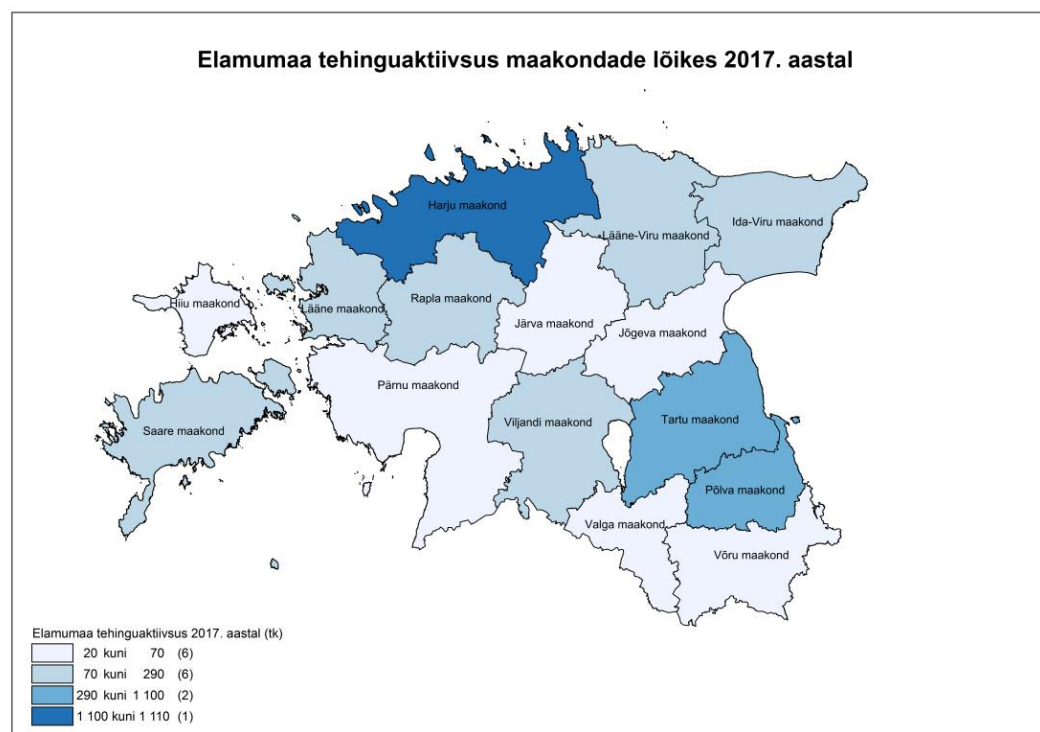 Elamumaa tehinguaktiivsus maakondade lõikes 2017. aastal
Harju maakond
Lääne-Viru maakond
Ida-Viru maakond
Hiiu maakond
Lääne maakond
Rapla maakond
Järva maakond
Jõgeva maakond
Pärnu maakond
Saare maakond
Viljandi maakond
Tartu maakond
Põlva maakond
Valga maakond
Võru maakond
Elamumaa tehinguaktiivsus 2017. aastal (tk)
20 kuni 70 (6)
70 kuni 290 (6)
290 kuni 1 100 (2)
1 100 kuni 1 110 (1)